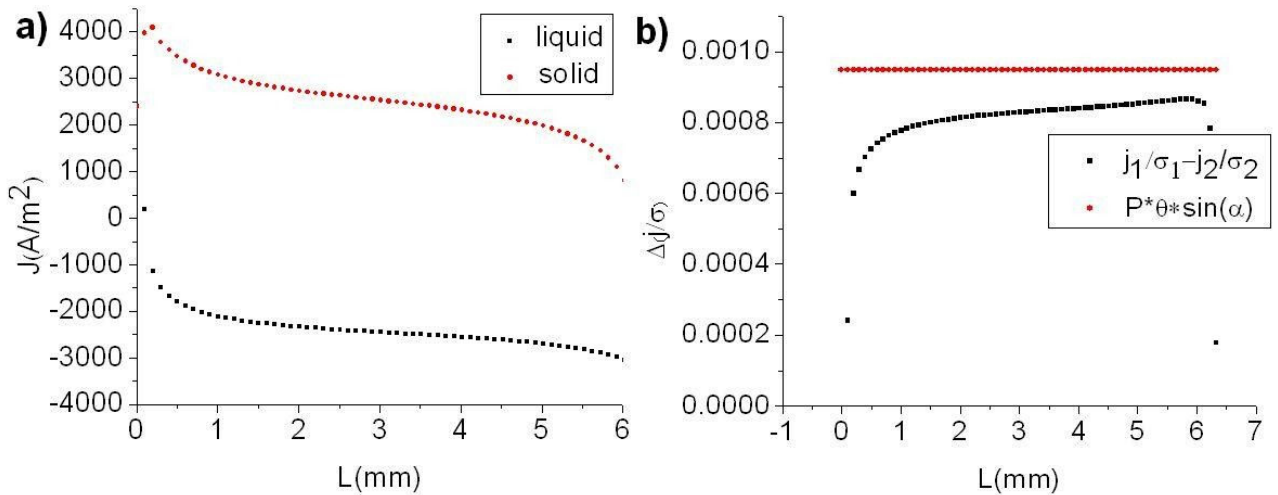 a)
4000
3000
2000
1000
0
-1000
-2000
-3000
-4000
J(A/m²)
liquid
solid
0 1 2 3 4 5 6
L(mm)
b)
0.0010
0.0008
0.0006
0.0004
0.0002
0.0000
Δ(j/σ)
j₁/σ₁−j₂/σ₂
P*θ*sin(α)
-1 0 1 2 3 4 5 6 7
L(mm)